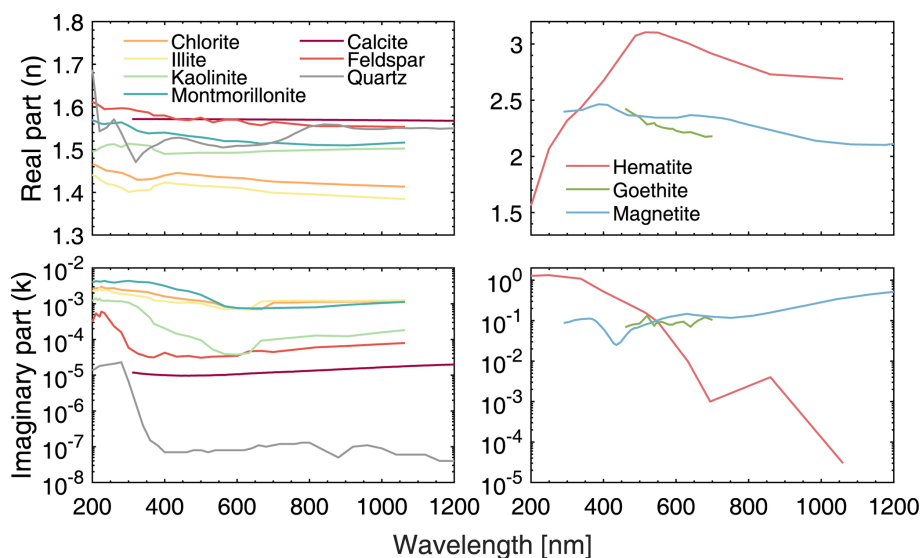 Real part (n)
1.8
1.7
1.6
1.5
1.4
1.3
Chlorite
Illite
Kaolinite
Montmorillonite
Calcite
Feldspar
Quartz
3
2.5
2
1.5
Hematite
Goethite
Magnetite
Imaginary part (k)
10^-2
10^-3
10^-4
10^-5
10^-6
10^-7
10^-8
200 400 600 800 1000 1200
10^0
10^-1
10^-2
10^-3
10^-4
10^-5
200 400 600 800 1000 1200
Wavelength [nm]